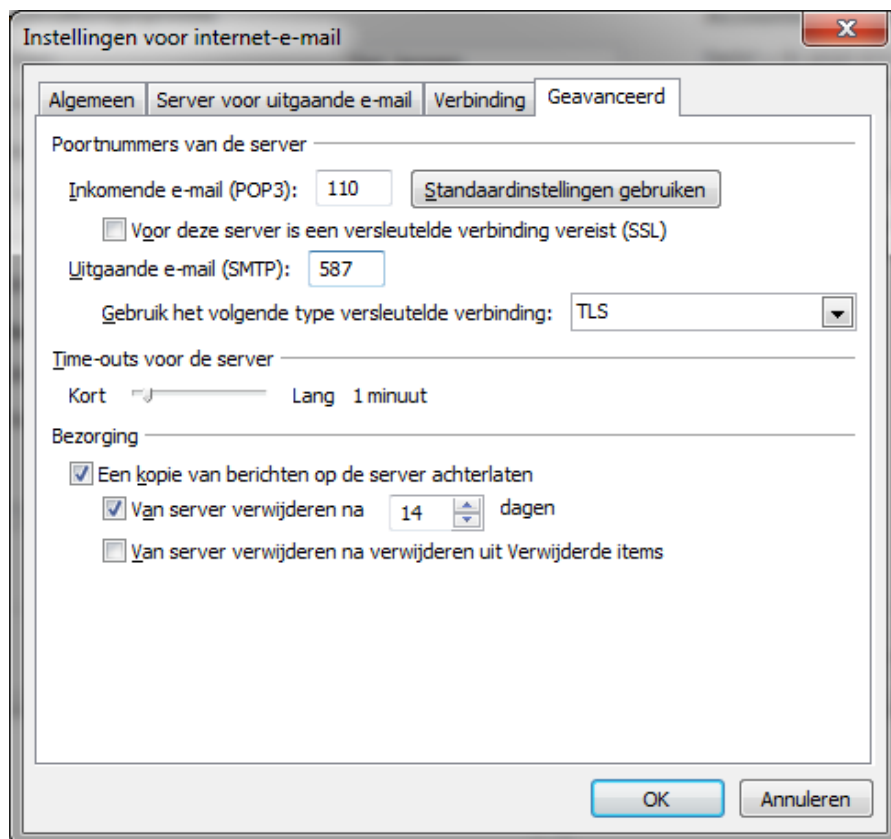 Instellingen voor internet-e-mail
Algemeen Server voor uitgaande e-mail Verbinding Geavanceerd
Poortnummers van de server
Inkomende e-mail (POP3): 110 Standaardinstellingen gebruiken
Voor deze server is een versleutelde verbinding vereist (SSL)
Uitgaande e-mail (SMTP): 587
Gebruik het volgende type versleutelde verbinding: TLS
Time-outs voor de server
Kort Lang 1 minuut
Bezorging
Een kopie van berichten op de server achterlaten
Van server verwijderen na 14 dagen
Van server verwijderen na verwijderen uit Verwijderde items
OK Annuleren